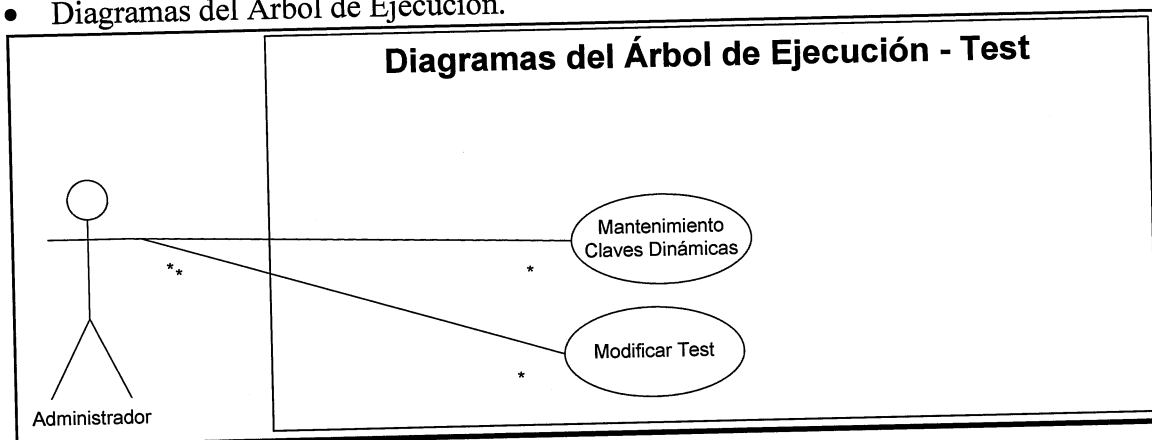 • Diagramas del Árbol de Ejecución.
Diagramas del Árbol de Ejecución - Test
Mantenimiento
Claves Dinámicas
* *
*
Modificar Test
*
Administrador